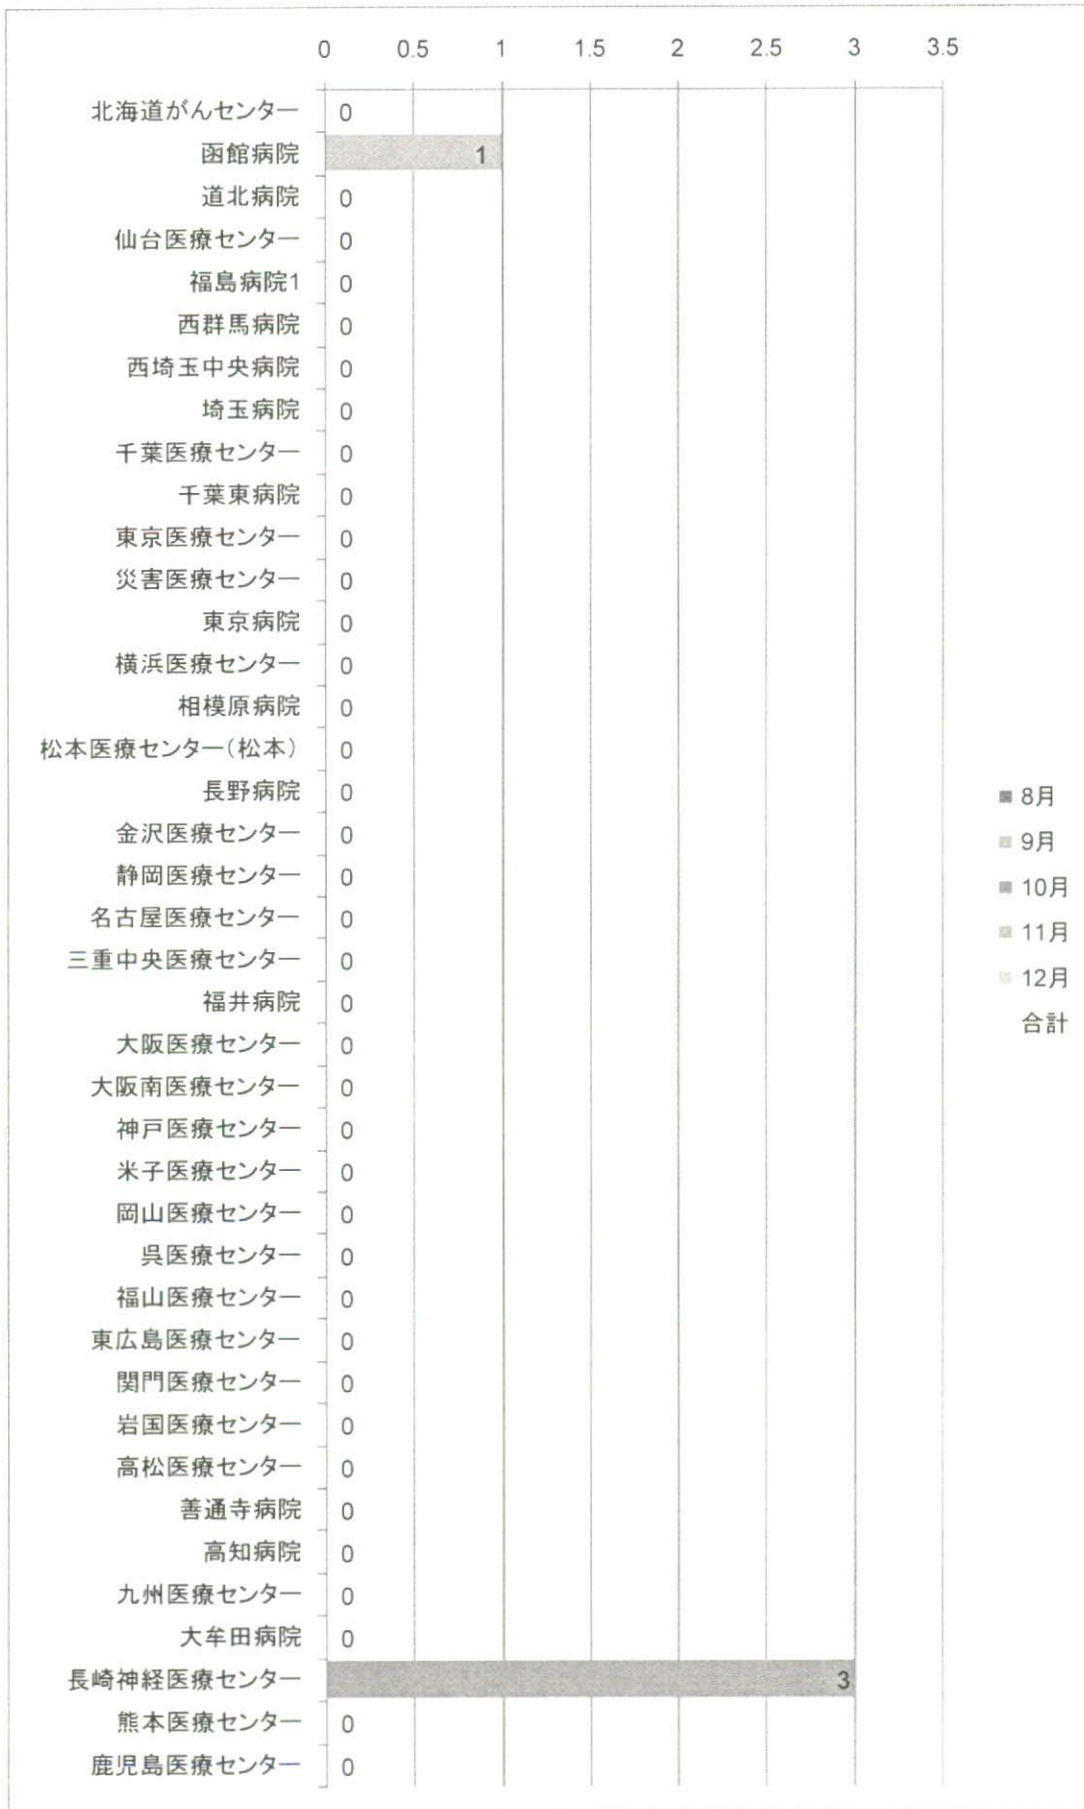 0 0.5 1 1.5 2 2.5 3 3.5
北海道がんセンター 0
函館病院 1
道北病院 0
仙台医療センター 0
福島病院1 0
西群馬病院 0
西埼玉中央病院 0
埼玉病院 0
千葉医療センター 0
千葉東病院 0
東京医療センター 0
災害医療センター 0
東京病院 0
横浜医療センター 0
相模原病院 0
松本医療センター(松本) 0
長野病院 0
金沢医療センター 0
静岡医療センター 0
名古屋医療センター 0
三重中央医療センター 0
福井病院 0
大阪医療センター 0
大阪南医療センター 0
神戸医療センター 0
米子医療センター 0
岡山医療センター 0
呉医療センター 0
福山医療センター 0
東広島医療センター 0
関門医療センター 0
岩国医療センター 0
高松医療センター 0
善通寺病院 0
高知病院 0
九州医療センター 0
大牟田病院 0
長崎神経医療センター 3
熊本医療センター 0
鹿児島医療センター 0
8月
9月
10月
11月
12月
合計